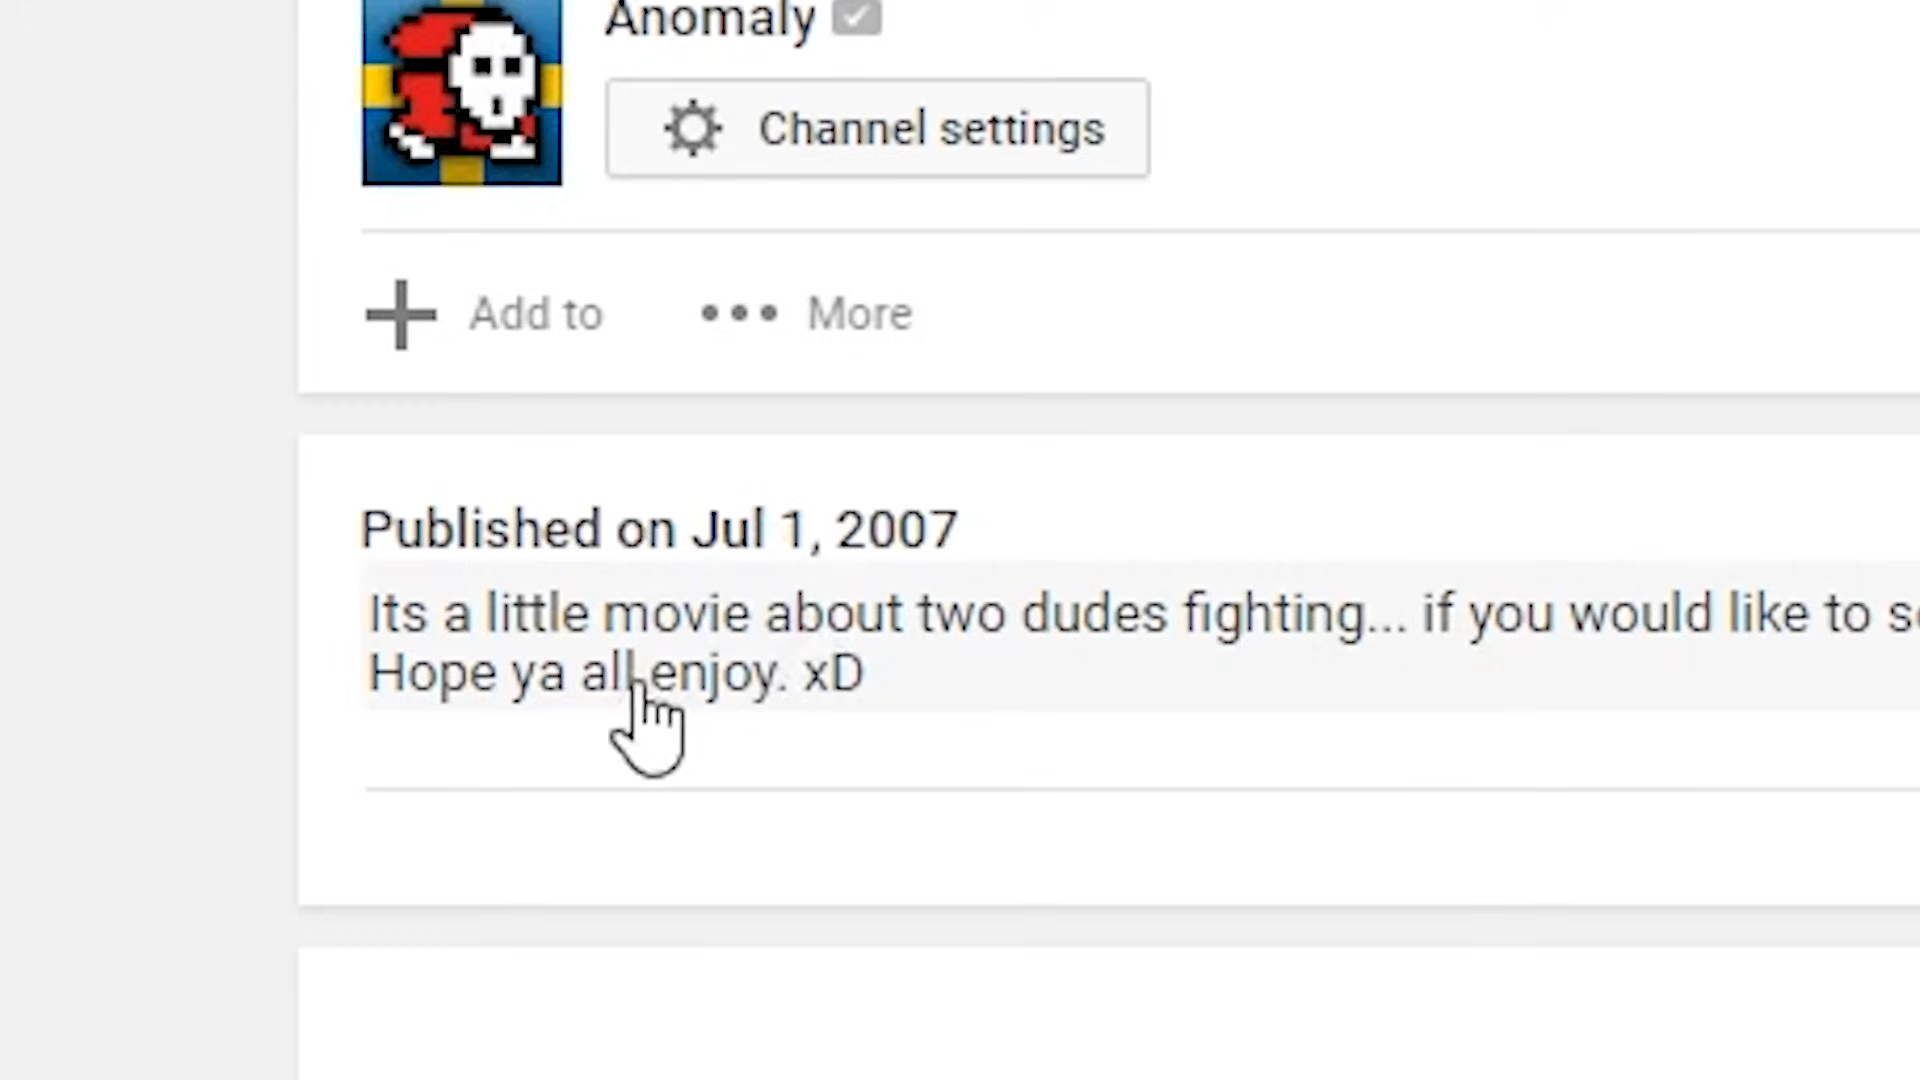 Anomaly
Channel settings
Add to
More
Published on Jul 1, 2007
Its a little movie about two dudes fighting... if you would like to
Hope ya all enjoy. xD